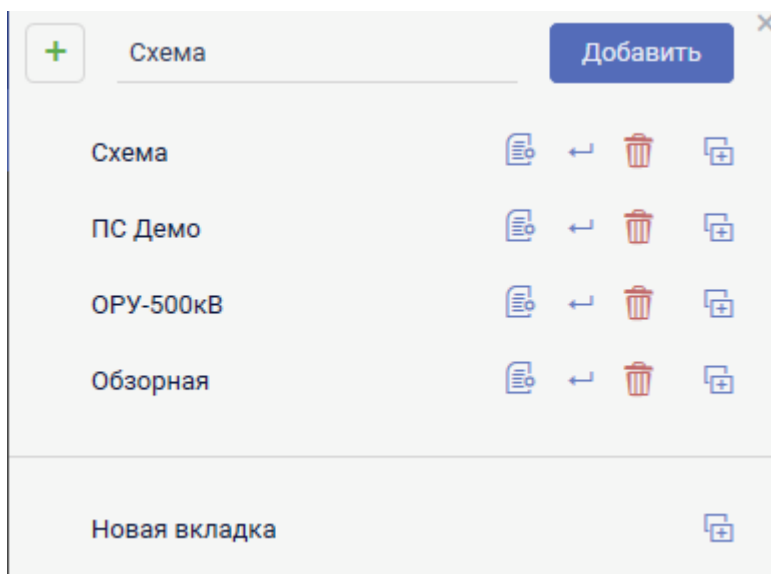 Схема
Добавить
Схема
ПС Демо
ОРУ-500кВ
Обзорная
Новая вкладка